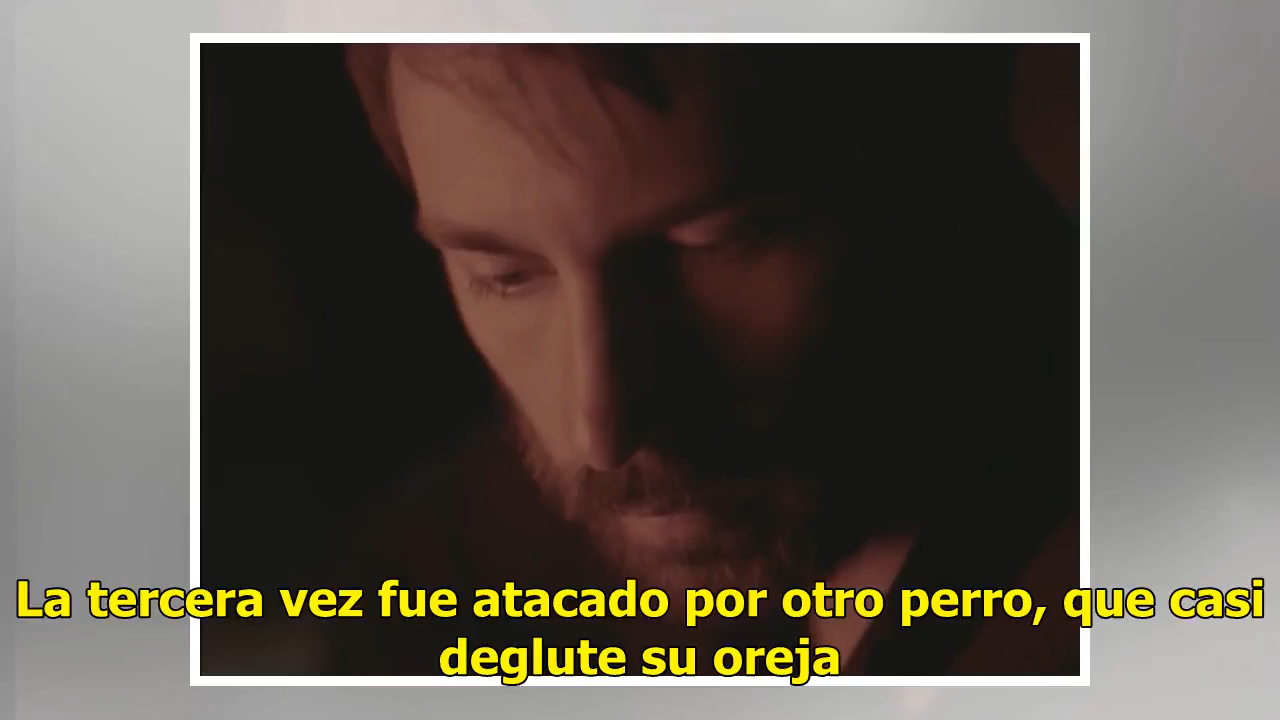 La tercera vez fue atacado por otro perro, que casi
deglute su oreja